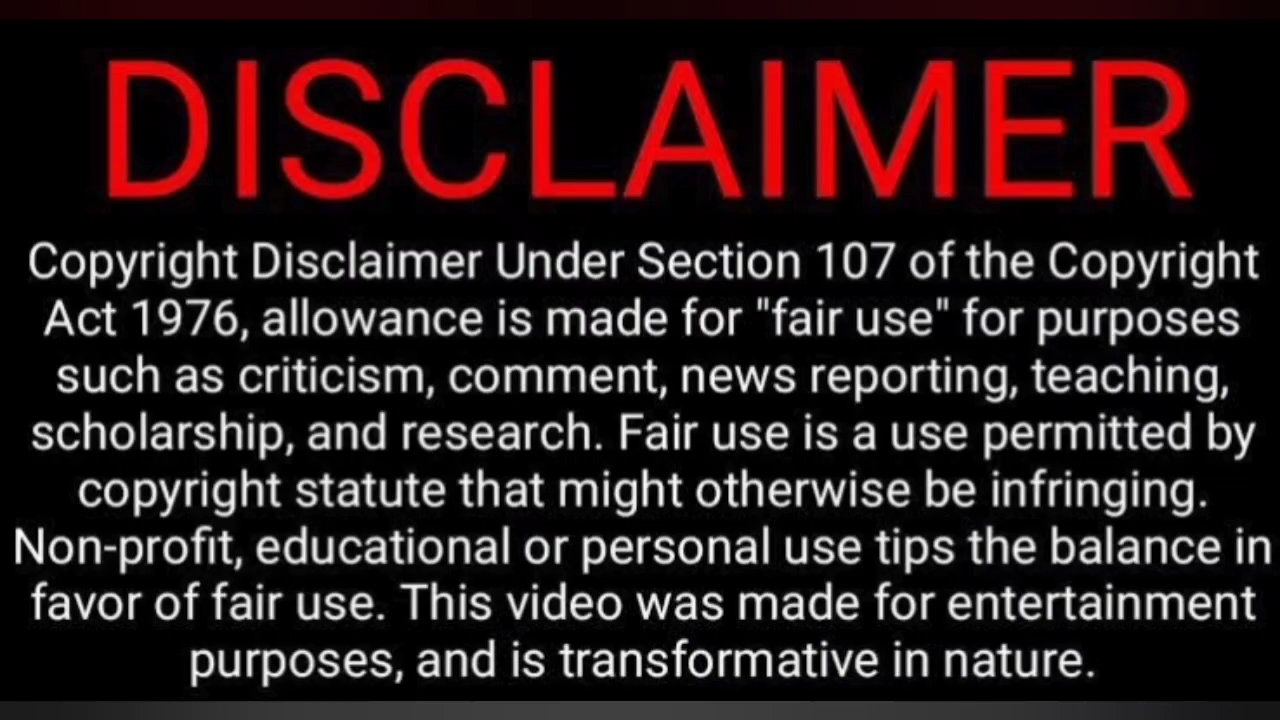 DISCLAIMER
Copyright Disclaimer Under Section 107 of the Copyright
Act 1976, allowance is made for "fair use" for purposes
such as criticism, comment, news reporting, teaching,
scholarship, and research. Fair use is a use permitted by
copyright statute that might otherwise be infringing.
Non-profit, educational or personal use tips the balance in
favor of fair use. This video was made for entertainment
purposes, and is transformative in nature.